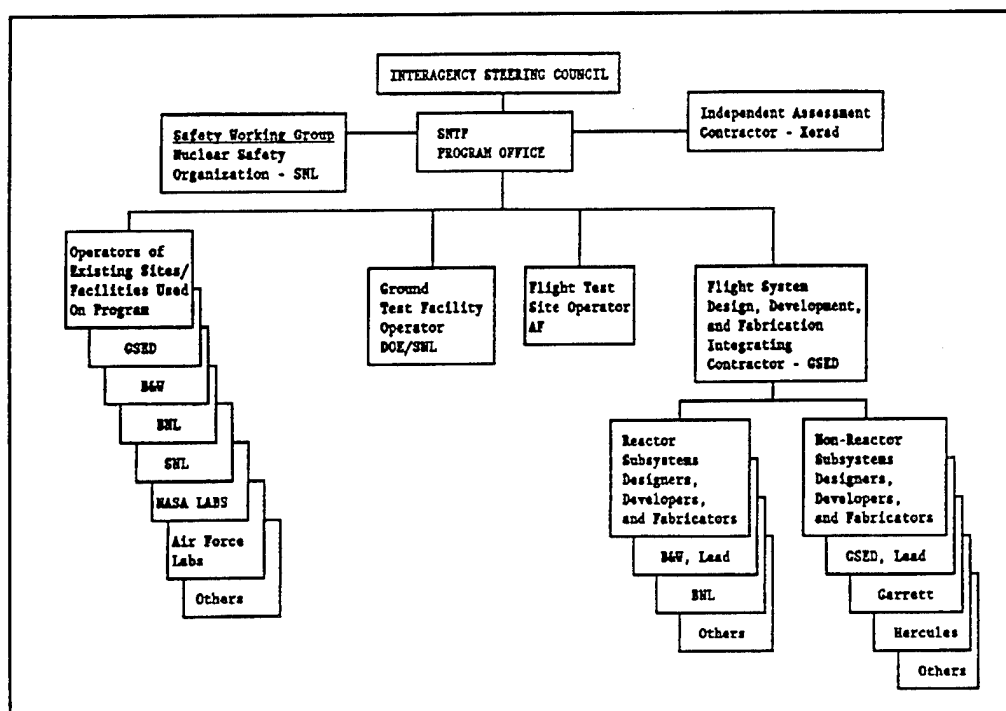 INTERAGENCY STEERING COUNCIL
Safety Working Group
Nuclear Safety
Organization - SNL
SNTP
PROGRAM OFFICE
Independent Assessment
Contractor - Xerad
Operators of
Existing Sites/
Facilities Used
On Program
GSED
B&W
BNL
SNL
NASA LABS
Air Force
Labs
Others
Ground
Test Facility
Operator
DOE/SNL
Flight Test
Site Operator
AF
Flight System
Design, Development,
and Fabrication
Integrating
Contractor - GSED
Reactor
Subsystems
Designers,
Developers,
and Fabricators
B&W, Lead
BNL
Others
Non-Reactor
Subsystems
Designers,
Developers,
and Fabricators
GSED, Lead
Garrett
Hercules
Others